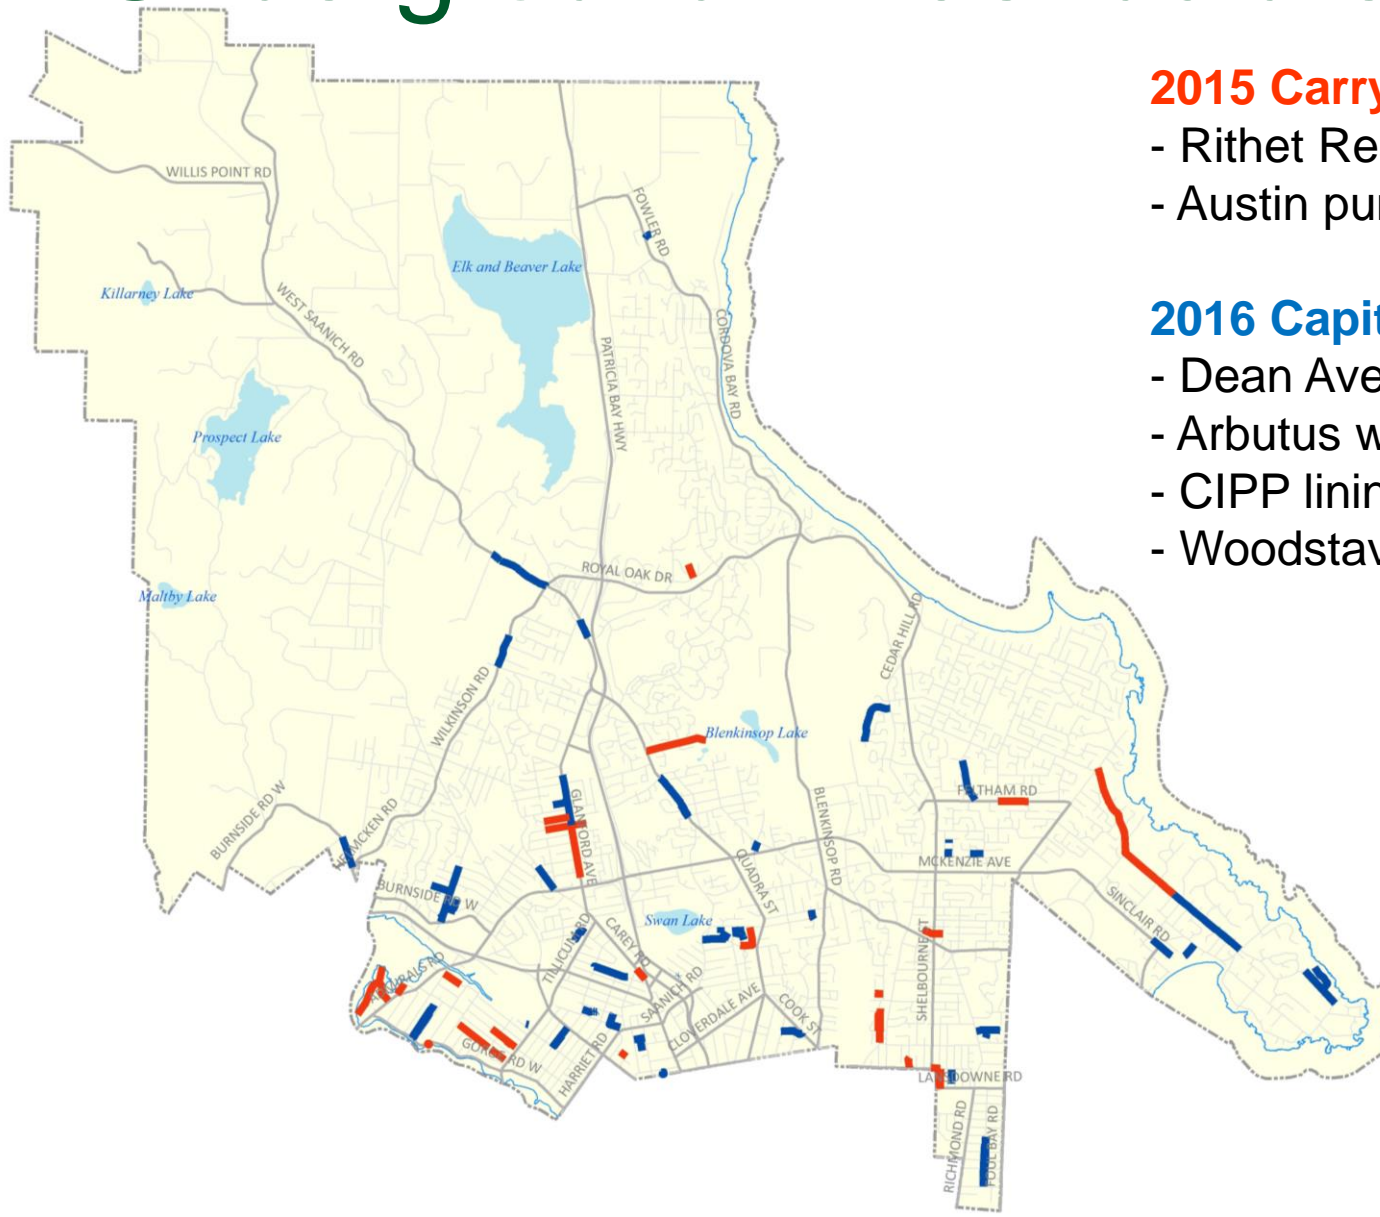 2015 Carry
- Rithet Re
- Austin pu
2016 Capit
- Dean Ave
- Arbutus w
- CIPP linin
- Woodstav
WILLIS POINT RD
FOWLER RD
Elk and Beaver Lake
Killarney Lake
WEST SAANICH RD
CORDOVA BAY RD
PATRICIA BAY HWY
Prospect Lake
ROYAL OAK DR
Maltby Lake
CEDAR HILL RD
WILKINSON RD
Blenkinsop Lake
BURNSIDE RD W
HELMCKEN RD
GLANFORD AVE
BLENKINSOP RD
FELTHAM RD
MCKENZIE AVE
QUADRA ST
BURNSIDE RD W
SINCLAIR RD
Swan Lake
TILLICUM RD
CAREY RD
SHELBOURNE ST
ADMIRALS RD
SAANICH RD
CLOVERDALE AVE
COOK ST
GORGE RD W
HARRIET RD
LANSDOWNE RD
RICHMOND RD
FOUL BAY RD